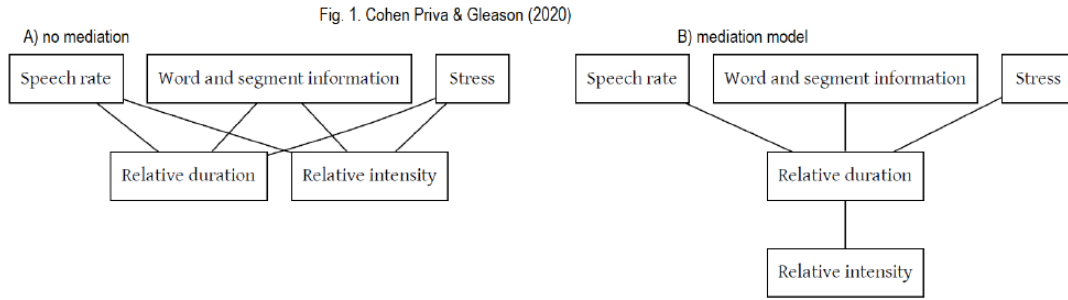 Fig. 1. Cohen Priva & Gleason (2020)
A) no mediation
Speech rate
Word and segment information
Stress
Relative duration
Relative intensity
B) mediation model
Speech rate
Word and segment information
Stress
Relative duration
Relative intensity